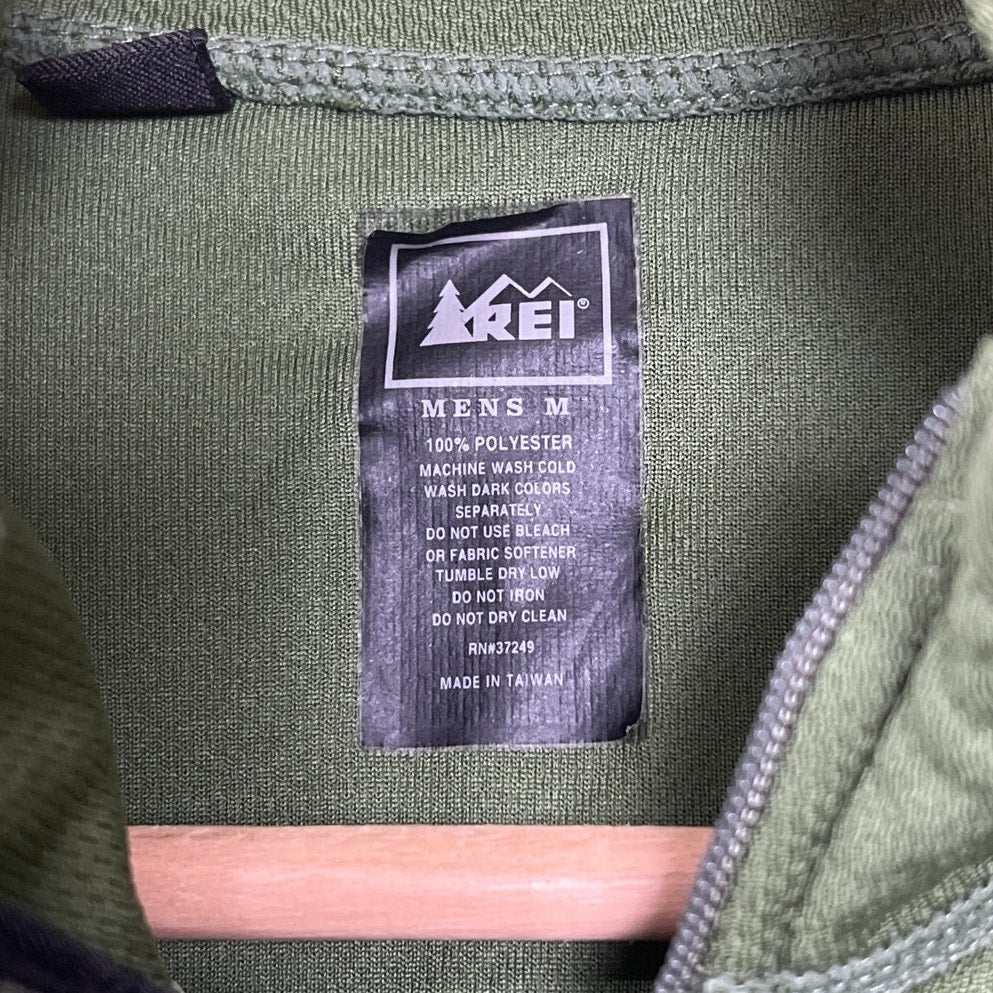 REI®
MENS M
100% POLYESTER
MACHINE WASH COLD
WASH DARK COLORS
SEPARATELY
DO NOT USE BLEACH
OR FABRIC SOFTENER
TUMBLE DRY LOW
DO NOT IRON
DO NOT DRY CLEAN
RN#37249
MADE IN TAIWAN